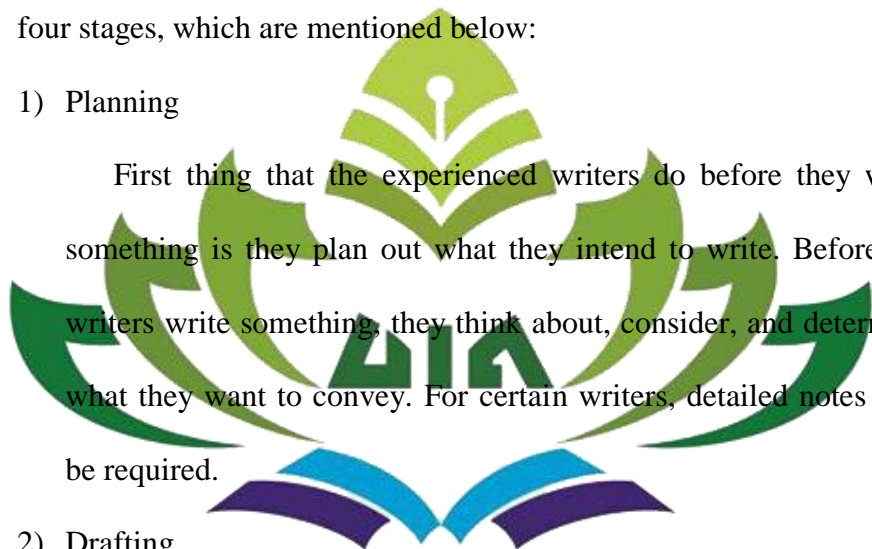 four stages, which are mentioned below:
1) Planning
First thing that the experienced writers do before they w
something is they plan out what they intend to write. Before
writers write something, they think about, consider, and deter
what they want to convey. For certain writers, detailed notes
be required.
2) Drafting